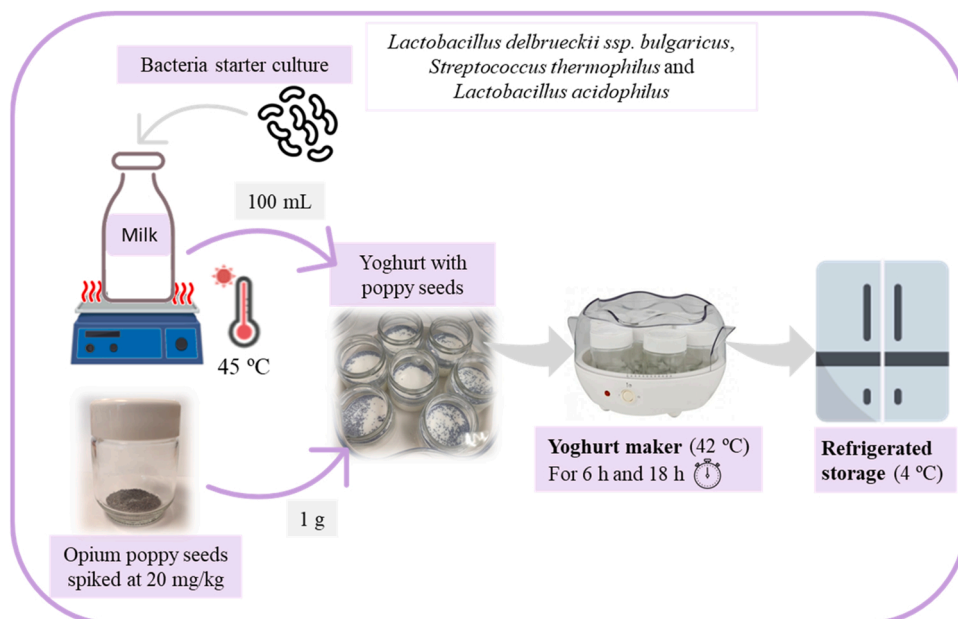 Lactobacillus delbrueckii ssp. bulgaricus,
Streptococcus thermophilus and
Lactobacillus acidophilus
Bacteria starter culture
100 mL
Milk
45 ºC
Yoghurt with
poppy seeds
Yoghurt maker (42 ºC)
For 6 h and 18 h
Refrigerated
storage (4 ºC)
1 g
Opium poppy seeds
spiked at 20 mg/kg